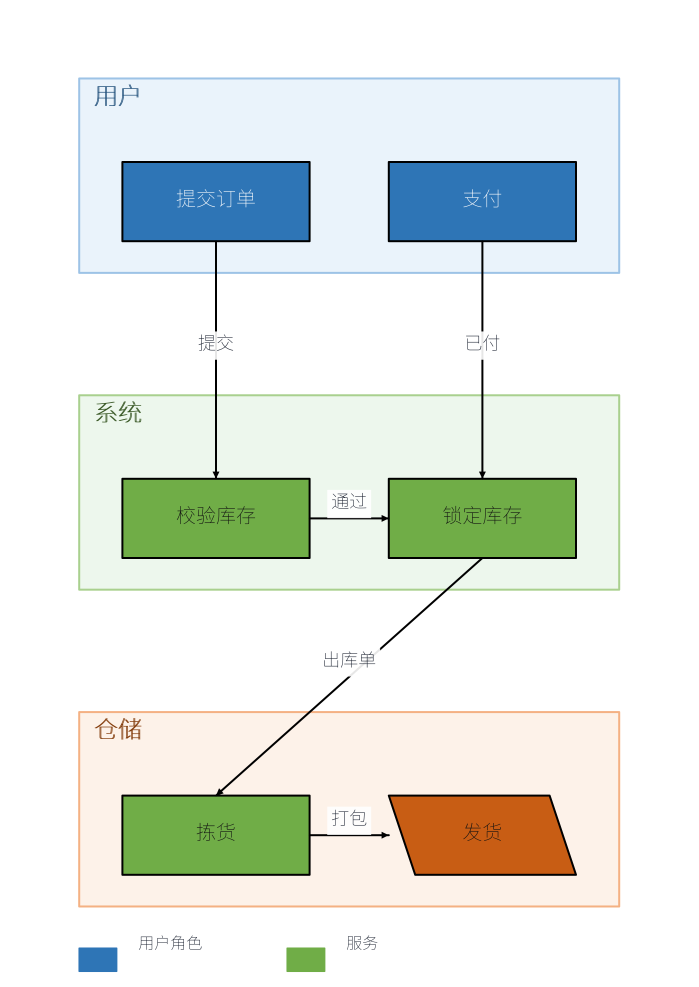 用户
提交订单
支付
提交
已付
系统
校验库存
通过
锁定库存
出库单
仓储
拣货
打包
发货
用户角色
服务